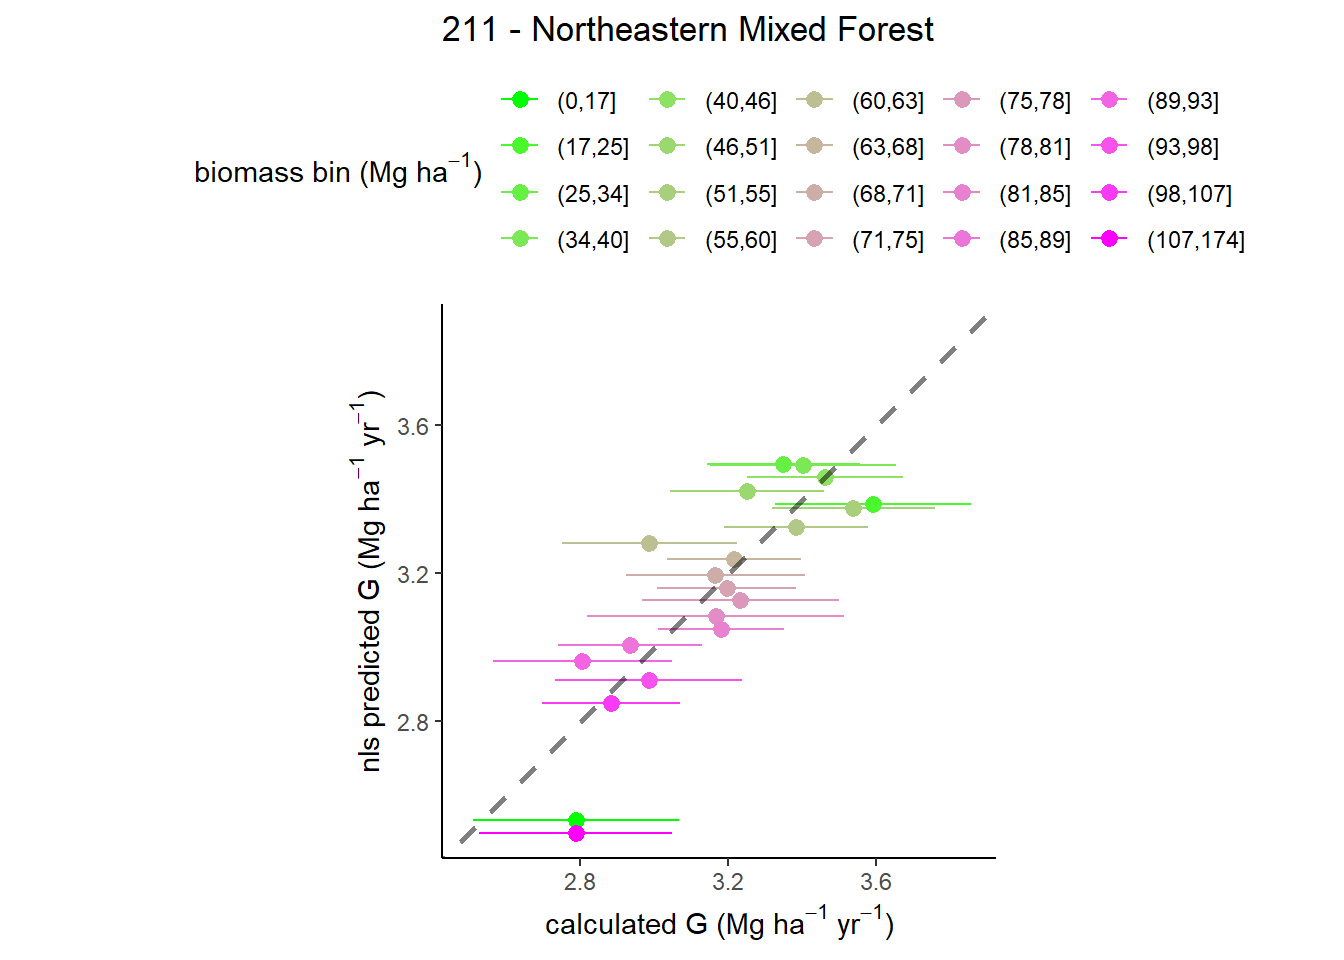 211 - Northeastern Mixed Forest
biomass bin (Mg ha⁻¹)
(0,17] (40,46] (60,63] (75,78] (89,93]
(17,25] (46,51] (63,68] (78,81] (93,98]
(25,34] (51,55] (68,71] (81,85] (98,107]
(34,40] (55,60] (71,75] (85,89] (107,174]
nls predicted G (Mg ha⁻¹ yr⁻¹)
3.6
3.2
2.8
2.8 3.2 3.6
calculated G (Mg ha⁻¹ yr⁻¹)